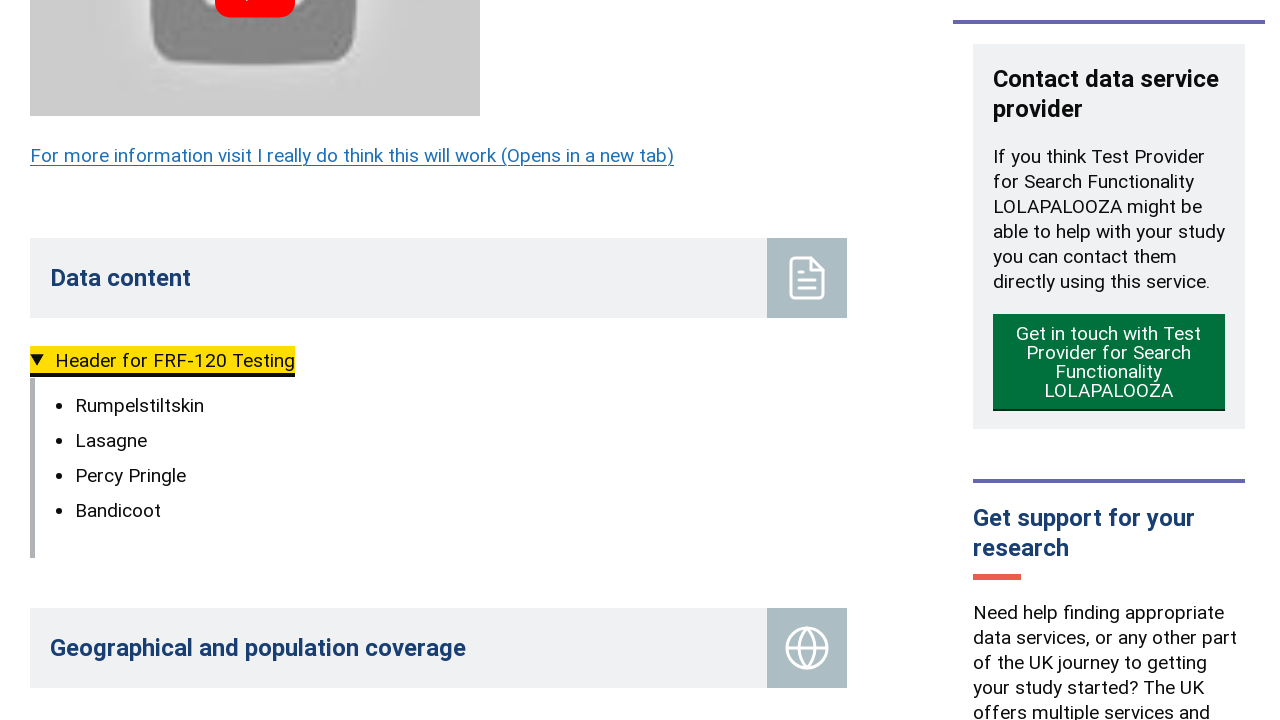 For more information visit I really do think this will work (Opens in a new tab)
Data content
Header for FRF-120 Testing
Rumpelstiltskin
Lasagne
Percy Pringle
Bandicoot
Geographical and population coverage
Contact data service
provider
If you think Test Provider
for Search Functionality
LOLAPALOOZA might be
able to help with your study
you can contact them
directly using this service.
Get in touch with Test
Provider for Search
Functionality
LOLAPALOOZA
Get support for your
research
Need help finding appropriate
data services, or any other part
of the UK journey to getting
your study started? The UK
offers multiple services and